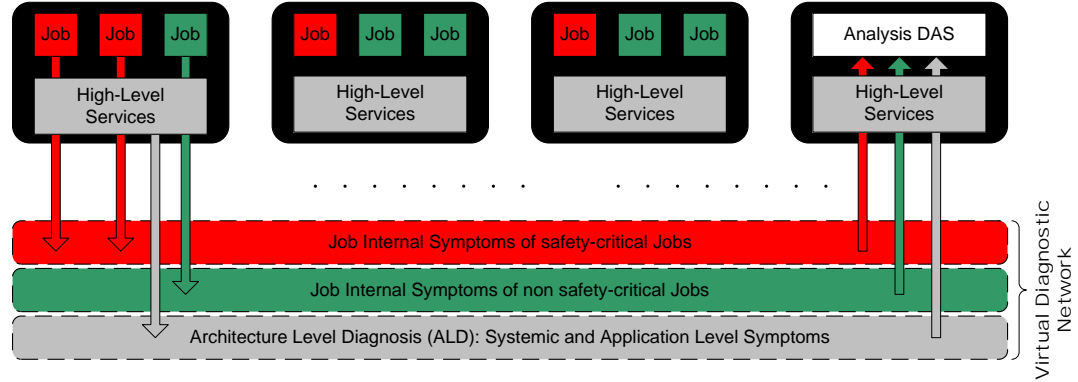 Job Job Job
Job Job Job
Job Job Job
Analysis DAS
High-Level
Services
High-Level
Services
High-Level
Services
High-Level
Services
Job Internal Symptoms of safety-critical Jobs
Job Internal Symptoms of non safety-critical Jobs
Architecture Level Diagnosis (ALD): Systemic and Application Level Symptoms
Virtual Diagnostic
Network